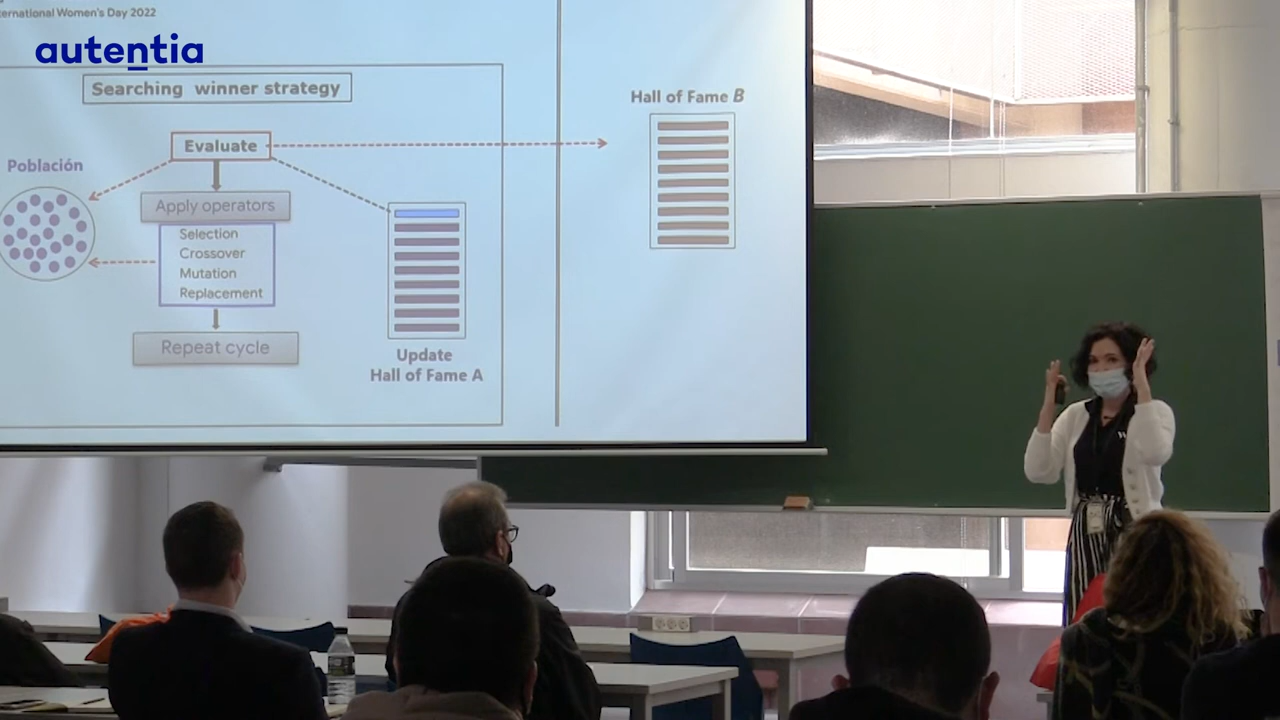 ternational Women's Day 2022
autentia
Searching winner strategy
Hall of Fame B
Evaluate
Población
Apply operators
Selection
Crossover
Mutation
Replacement
Repeat cycle
Update
Hall of Fame A